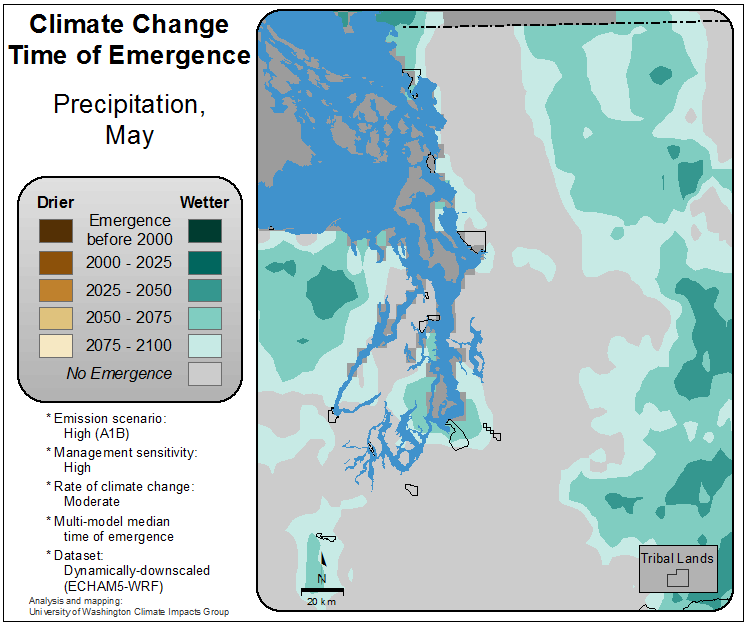 Climate Change
Time of Emergence
Precipitation,
May
Drier Wetter
Emergence
before 2000
2000 - 2025
2025 - 2050
2050 - 2075
2075 - 2100
No Emergence
* Emission scenario:
High (A1B)
* Management sensitivity:
High
* Rate of climate change:
Moderate
* Multi-model median
time of emergence
* Dataset:
Dynamically-downscaled
(ECHAM5-WRF)
Analysis and mapping:
University of Washington Climate Impacts Group
N
20 km
Tribal Lands